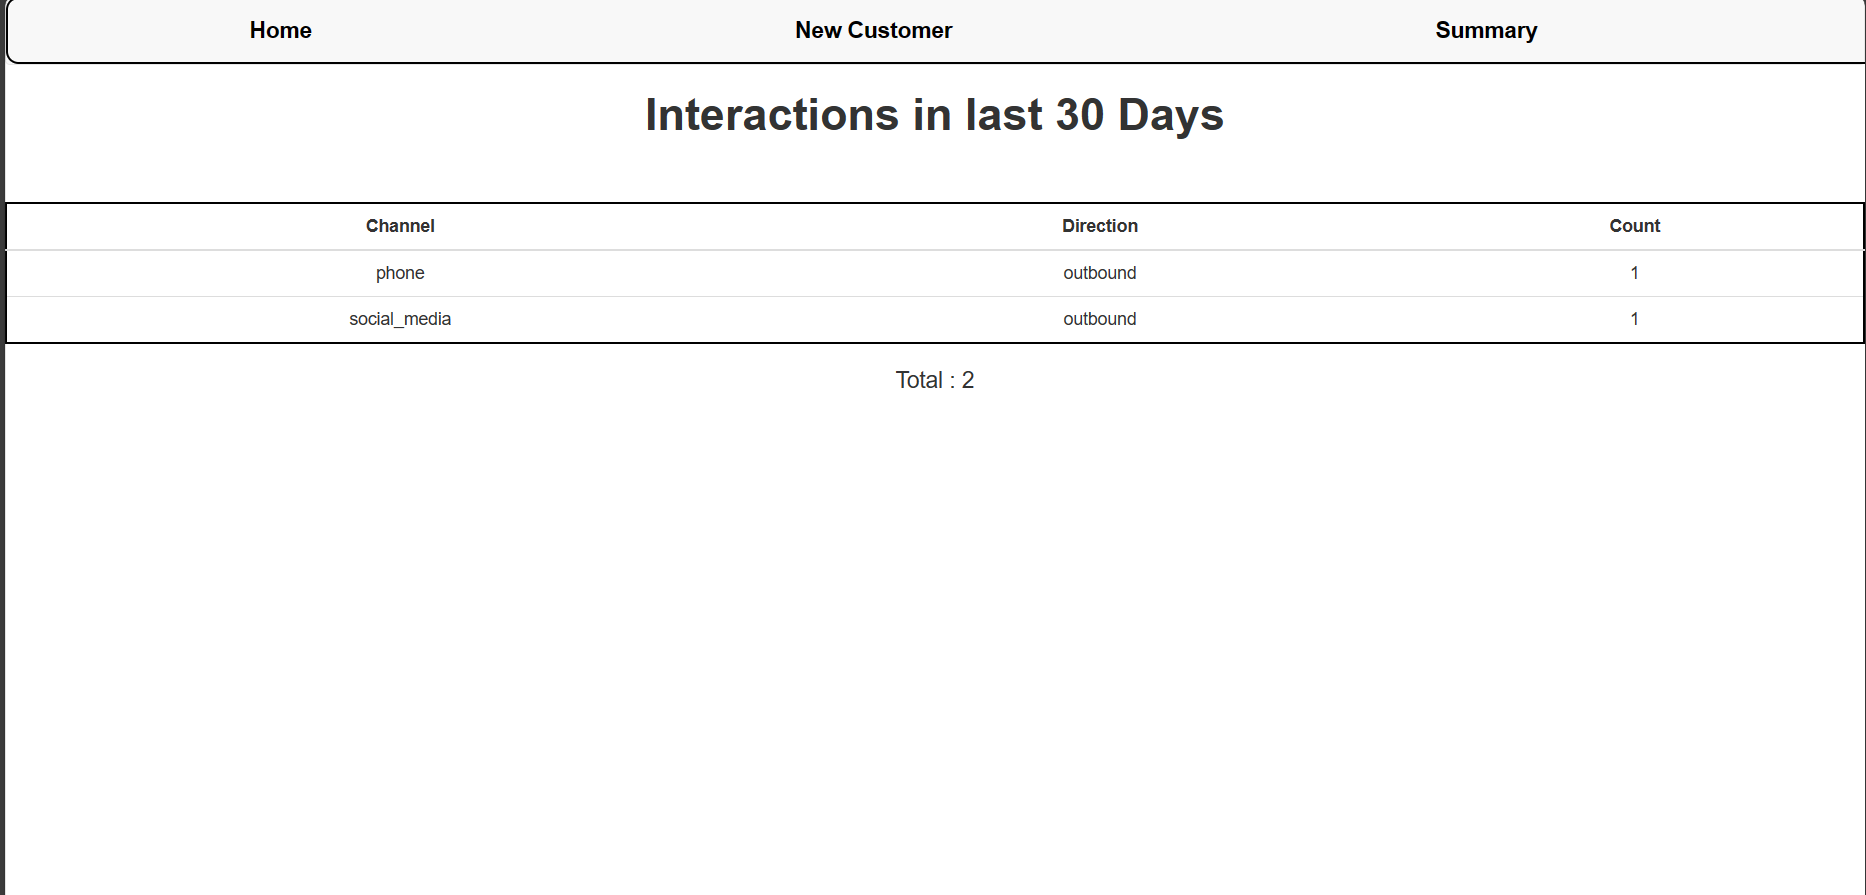 Home New Customer Summary
Interactions in last 30 Days
Channel Direction Count
phone outbound 1
social_media outbound 1
Total : 2